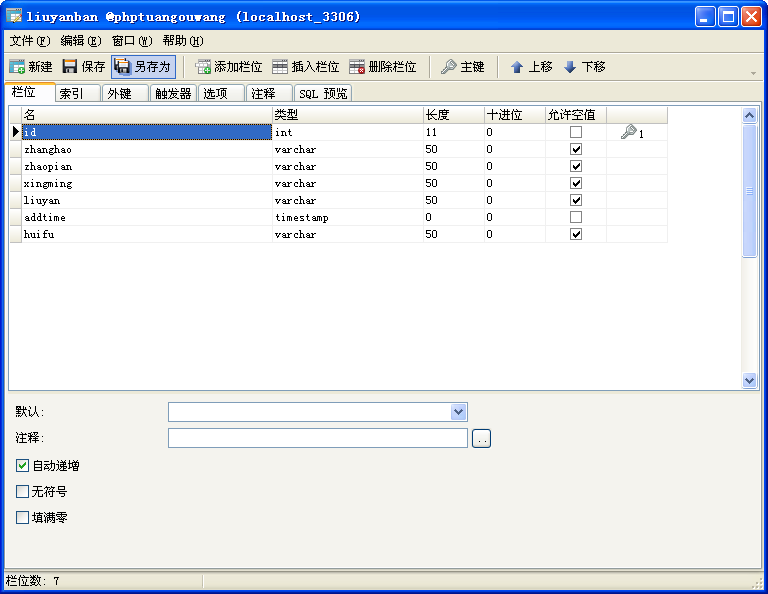 liuyanban @phptuangouwang (localhost_3306)
文件(F) 编辑(E) 窗口(W) 帮助(H)
新建 保存 另存为 添加栏位 插入栏位 删除栏位 主键 上移 下移
栏位 索引 外键 触发器 选项 注释 SQL 预览
名 类型 长度 十进位 允许空值
id int 11 0 1
zhanghao varchar 50 0
zhaopian varchar 50 0
xingming varchar 50 0
liuyan varchar 50 0
addtime timestamp 0 0
huifu varchar 50 0
默认:
注释:
..
自动递增
无符号
填满零
栏位数: 7